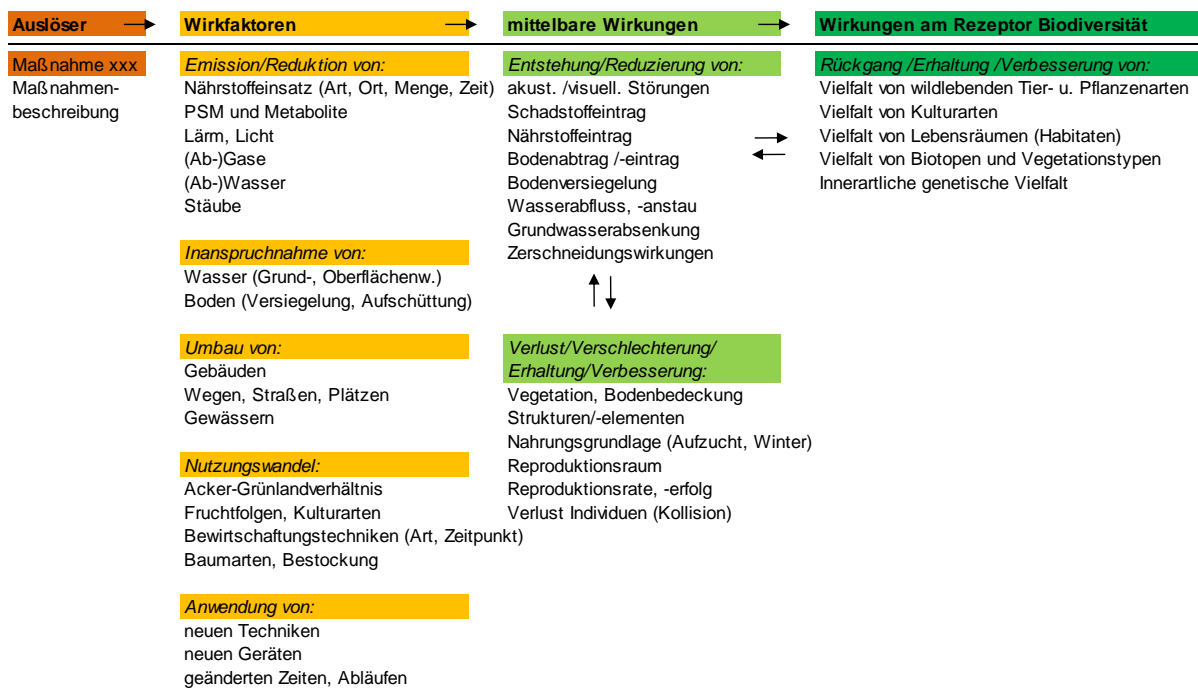 Auslöser
Wirkfaktoren
mittelbare Wirkungen
Wirkungen am Rezeptor Biodiversität
Maßnahme xxx
Maßnahmen-
beschreibung
Emission/Reduktion von:
Nährstoffeinsatz (Art, Ort, Menge, Zeit)
PSM und Metabolite
Lärm, Licht
(Ab-)Gase
(Ab-)Wasser
Stäube
Inanspruchnahme von:
Wasser (Grund-, Oberflächenw.)
Boden (Versiegelung, Aufschüttung)
Umbau von:
Gebäuden
Wegen, Straßen, Plätzen
Gewässern
Nutzungswandel:
Acker-Grünlandverhältnis
Fruchtfolgen, Kulturarten
Bewirtschaftungstechniken (Art, Zeitpunkt)
Baumarten, Bestockung
Anwendung von:
neuen Techniken
neuen Geräten
geänderten Zeiten, Abläufen
Entstehung/Reduzierung von:
akust. /visuell. Störungen
Schadstoffeintrag
Nährstoffeintrag
Bodenabtrag /-eintrag
Bodenversiegelung
Wasserabfluss, -anstau
Grundwasserabsenkung
Zerschneidungswirkungen
Verlust/Verschlechterung/
Erhaltung/Verbesserung:
Vegetation, Bodenbedeckung
Strukturen/-elementen
Nahrungsgrundlage (Aufzucht, Winter)
Reproduktionsraum
Reproduktionsrate, -erfolg
Verlust Individuen (Kollision)
Rückgang /Erhaltung /Verbesserung von:
Vielfalt von wildlebenden Tier- u. Pflanzenarten
Vielfalt von Kulturarten
Vielfalt von Lebensräumen (Habitaten)
Vielfalt von Biotopen und Vegetationstypen
Innerartliche genetische Vielfalt